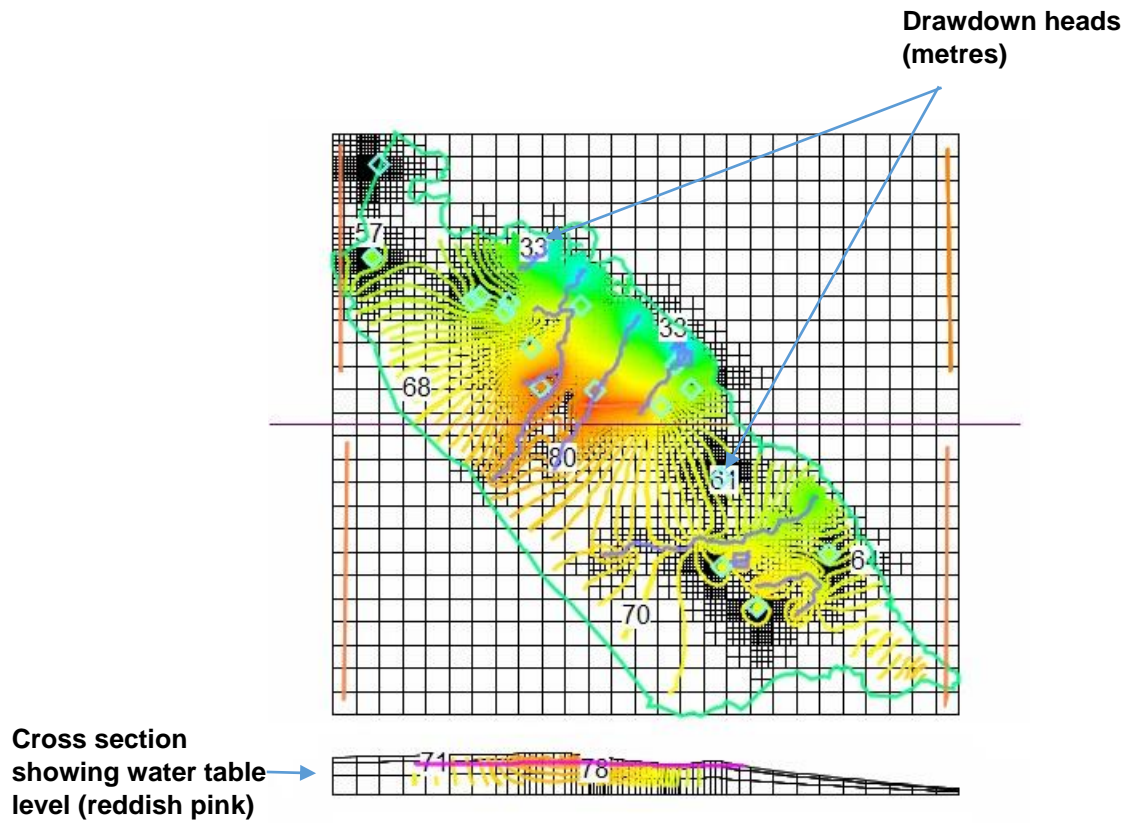 Drawdown heads
(metres)
57
33
33
68
80
61
64
70
Cross section
showing water table
level (reddish pink)
71
78